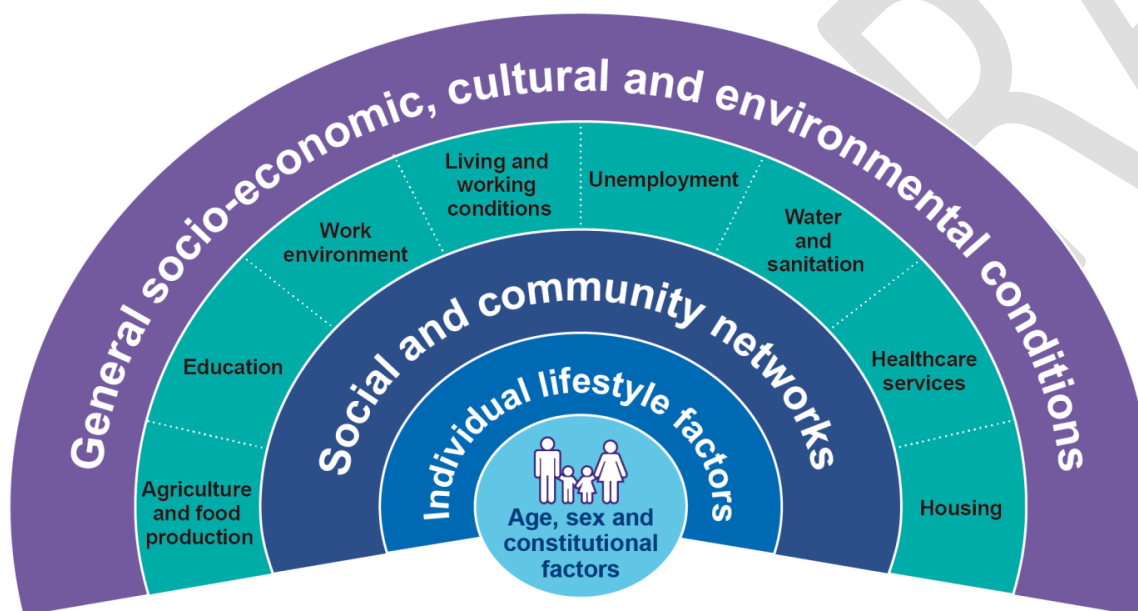 General socio-economic, cultural and environmental conditions
Agriculture
and food
production
Education
Work
environment
Living and
working
conditions
Unemployment
Water
and
sanitation
Healthcare
services
Housing
Social and community networks
Individual lifestyle factors
Age, sex and
constitutional
factors